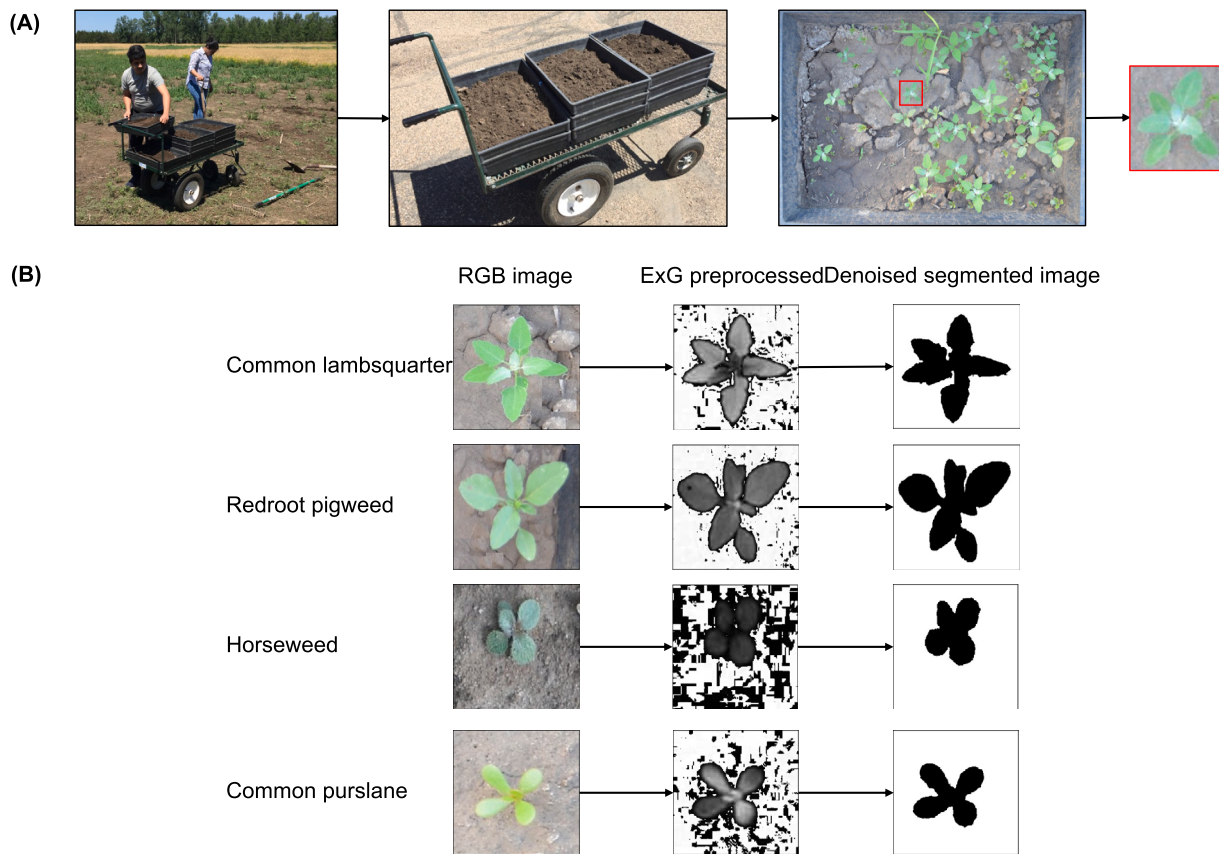 (A)
(B)
RGB image
ExG preprocessedDenoised segmented image
Common lambsquarter
Redroot pigweed
Horseweed
Common purslane